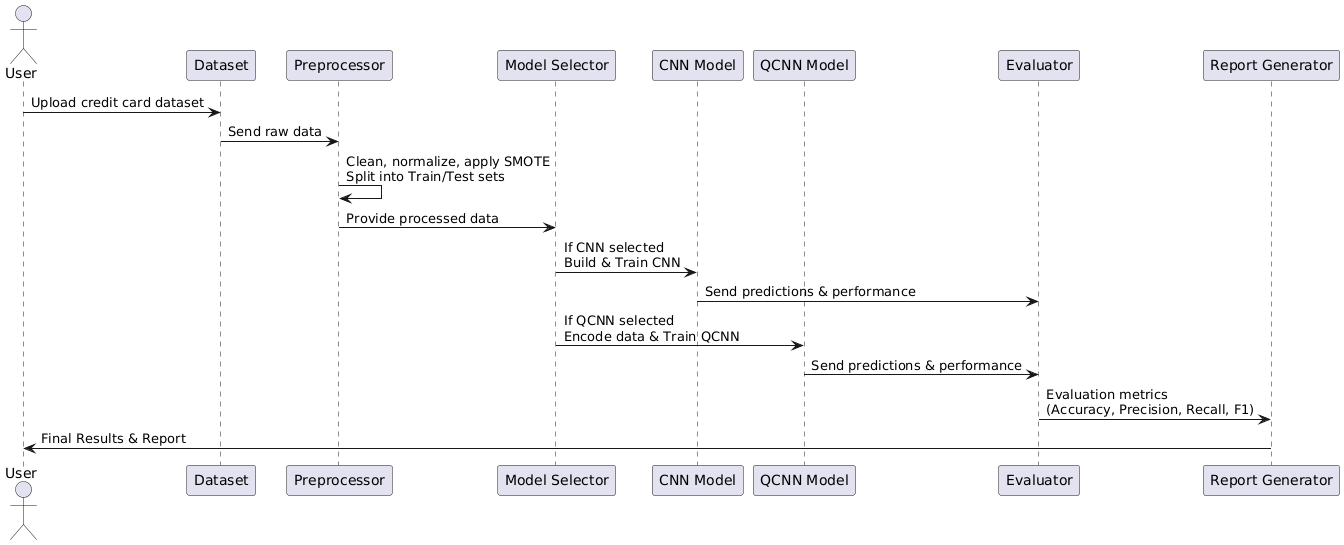 User
Dataset
Preprocessor
Model Selector
CNN Model
QCNN Model
Evaluator
Report Generator
Upload credit card dataset
Send raw data
Clean, normalize, apply SMOTE
Split into Train/Test sets
Provide processed data
If CNN selected
Build & Train CNN
Send predictions & performance
If QCNN selected
Encode data & Train QCNN
Send predictions & performance
Evaluation metrics
(Accuracy, Precision, Recall, F1)
Final Results & Report
User
Dataset
Preprocessor
Model Selector
CNN Model
QCNN Model
Evaluator
Report Generator